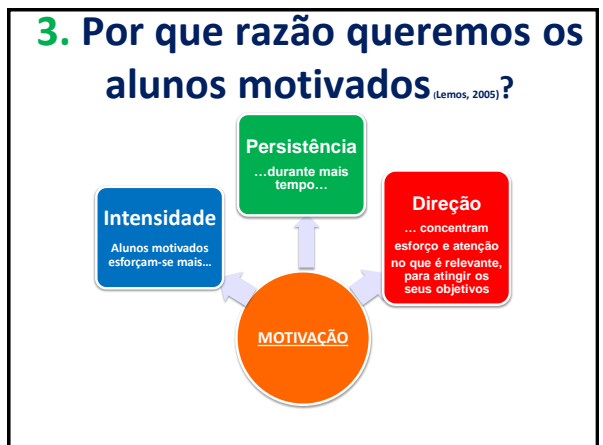 3. Por que razão queremos os
alunos motivados (Lemos, 2005)?
Persistência
...durante mais
tempo...
Intensidade
Alunos motivados
esforçam-se mais...
Direção
... concentram
esforço e atenção
no que é relevante,
para atingir os
seus objetivos
MOTIVAÇÃO